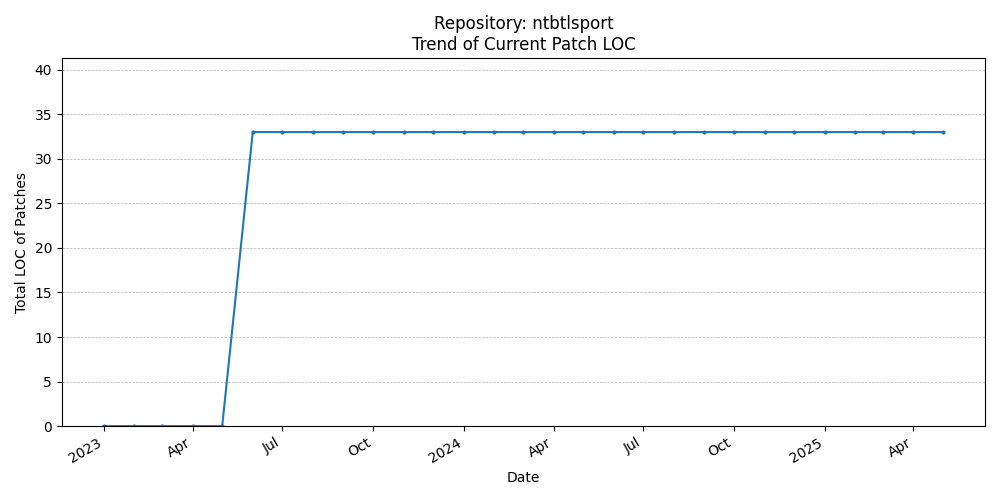 Repository: ntbtlsport
Trend of Current Patch LOC
Total LOC of Patches
40
35
30
25
20
15
10
5
0
2023
Apr
Jul
Oct
2024
Apr
Jul
Oct
2025
Apr
Date